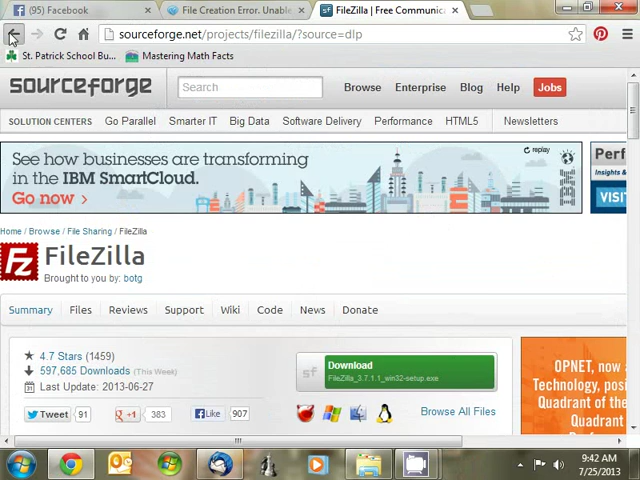 (95) Facebook
File Creation Error. Unable
FileZilla | Free Communica
sourceforge.net/projects/filezilla/?source=dlp
St. Patrick School Bu...
Mastering Math Facts
sourceforge
Search
Browse
Enterprise
Blog
Help
Jobs
SOLUTION CENTERS
Go Parallel
Smarter IT
Big Data
Software Delivery
Performance
HTML5
Newsletters
See how businesses are transforming
in the IBM SmartCloud.
Go now >
replay
Perf
Insights &
VISIT
Home / Browse / File Sharing / FileZilla
Fz
FileZilla
Brought to you by: botg
Summary
Files
Reviews
Support
Wiki
Code
News
Donate
4.7 Stars (1459)
597,685 Downloads (This Week)
Last Update: 2013-06-27
sf
Download
FileZilla_3.7.1.1_win32-setup.exe
Tweet 91
g +1 383
Like 907
Browse All Files
OPNET, now a
Technology, posi
Quadrant of the
Quadrant
9:42 AM
7/25/2013